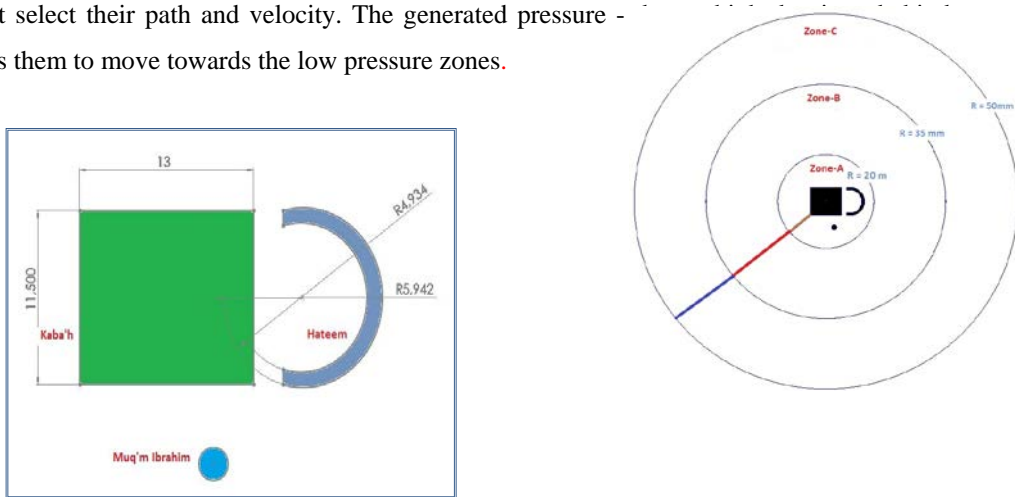 t select their path and velocity. The generated pressure -
s them to move towards the low pressure zones.
13
11.500
R4.934
R5.942
Kaba'h
Hateem
Muq'm Ibrahim
Zone-C
Zone-B
Zone-A
R = 50mm
R = 35 mm
R = 20 m